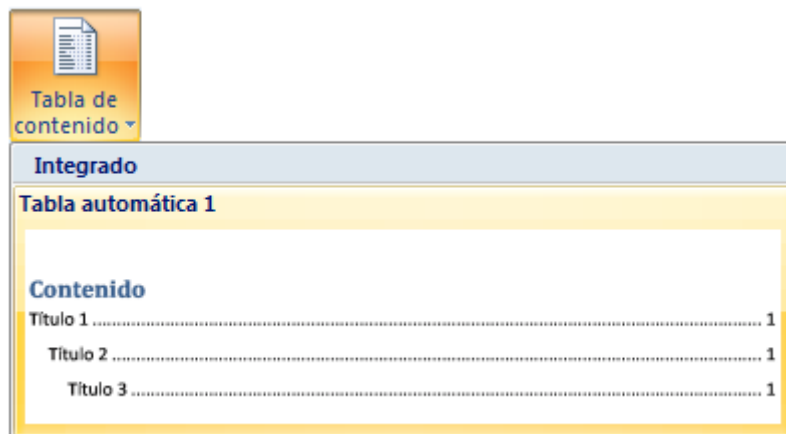 Tabla de
contenido
Integrado
Tabla automática 1
Contenido
Título 1 ........................................................................ 1
Título 2 ........................................................................ 1
Título 3 ........................................................................ 1